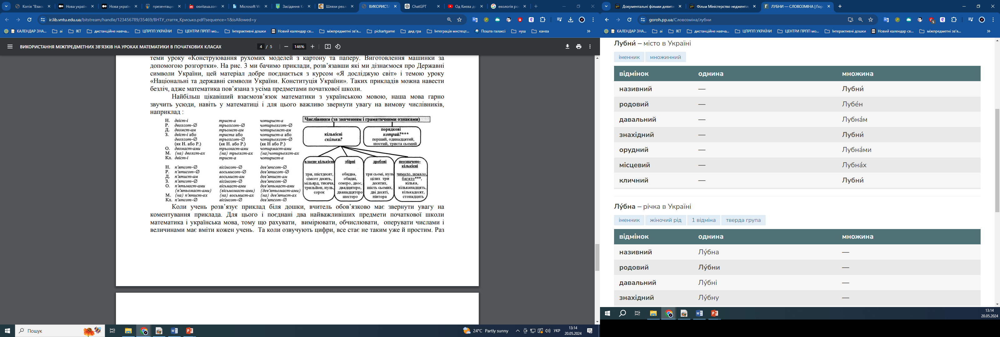 Копія "Взаєм
Нова україн
Нова україн
презентаци
osvitaua.com
Microsoft W
Засідання К
Шляхи реал
ВИКОРИСТА
ChatGPT
Од Києва до
екологія ро
ir.lib.vntu.edu.ua/bitstream/handle/123456789/35469/ВНТУ_стаття_Крисько.pdf?sequence=1&isAllowed=y
КАЛЕНДАР ЗНА...
ai
ІКТ
дистанційне навча...
ЦПРПП УКРАЇНИ
ЦЕНТРИ ПРПП мо...
Інтерактивні дошки
Новий календар св...
міжпредметні зв'я...
pickartgame
дид гра
Інтеграція мистецт...
Пошта галаксі
нуш
канва
ВИКОРИСТАННЯ МІЖПРЕДМЕТНИХ ЗВ'ЯЗКІВ НА УРОКАХ МАТЕМАТИКИ В ПОЧАТКОВИХ КЛАСАХ
4 / 5
146%
теми уроку «Конструювання рухомих моделей з картону та паперу. Виготовлення машинки за
допомогою розгортки». На рис. 3 ми бачимо приклади, розв’язавши які ми дізнаємося про Державні
символи України, цей матеріал добре поєднається з курсом «Я досліджую світ» і темою уроку
«Національні та державні символи України. Конституція України». Таких прикладів можна навести
безліч, адже математика пов’язана з усіма предметами початкової школи.
Найбільш цікавіший взаємозв’язок математики з українською мовою, наша мова гарно
звучить усюди, навіть у математиці і для цього важливо звернути увагу на вимову числівників,
наприклад :
Н. двіст-і трист-а чотирист-а
Р. двохсот–∅ трьохсот–∅ чотирьохсот–∅
Д. двомст-ам трьомст-ам чотирьомст-ам
З. двіст-і або триста або чотирист-а або
двохсот–∅ трьохсот–∅ чотирьохсот–∅
(як Н. або Р.) (як Н. або Р.) (як Н або Р.)
О. двомаст-ами трьомаст-ами чотирмаст-ами
М. (на) двохст-ах (на) трьохст-ах (на)чотирьохст-ах
Кл. двіст-і трист-а чотирист-а
Н. п’ятсот–∅ вісімсот–∅ дев’ятсот–∅
Р. п’ятисот–∅ восьмисот–∅ дев’ятисот–∅
Д. п’ятист-ам восьмист-ам дев’ятист-ам
З. п’ятсот–∅ вісімсот–∅ дев’ятсот–∅
О. п’ятьмаст-ами вісьмаст-ами дев’ятьмаст-ами
(п’ятьомаст-ами) (вісьмомаст-ами) (дев’ятьомаст-ами)
М. (на) п’ятист-ах (на) восьмист-ах (на) дев’ятист-ах
Кл. п’ятсот–∅ вісімсот–∅ дев’ятсот–∅
Числівники (за значенням і граматичними ознаками)
кількісні
скільки?
порядкові
котрий?***
перший, одинадцятий,
шостий, триста сьомий
власне кількісні
три, шістдесят,
сімсот десять,
мільярд, тисяча,
трильйон, нуль,
сорок
збірні
обидва,
обидві,
семеро, двоє,
двадцятеро,
дванадцятеро
шестеро
дробові
три сьомі, нуль
цілих три
десятих,
шість сьомих,
дві десяті,
півтора
неозначено-
кількісні
чимало, немало,
багато***,
кілька,
кільканадцять,
кількадесят,
стонадцять
Коли учень розв’язує приклад біля дошки, вчитель обов’язково має звернути увагу на
коментування приклада. Для цього і поєднані два найважливіших предмети початкової школи
математика і українська мова, тому що рахувати, вимірювати, обчислювати, оперувати числами і
величинами має вміти кожен учень. Та коли озвучують цифри, все стає не таким уже й простим. Раз
Пошук
24°C Partly sunny
УКР
13:14
20.05.2024
Документальні фільми дивити
Фільм Міністерство неджентль
ЛУБНИ — СЛОВОЗМІНА | Гор
goroh.pp.ua/Словозміна/лубни
КАЛЕНДАР ЗНА...
ai
ІКТ
дистанційне навча...
ЦПРПП УКРАЇНИ
ЦЕНТРИ ПРПП мо...
Інтерактивні дошки
Новий календар св...
міжпредметні зв'я...
Лубни́ – місто в Україні
іменник множинний
відмінок однина множина
називний — Лубни́
родовий — Лубе́н
давальний — Лубна́м
знахідний — Лубни́
орудний — Лубна́ми
місцевий — Лубна́х
кличний — Лубни́
Лу́бна – річка в Україні
іменник жіночий рід 1 відміна тверда група
відмінок однина множина
називний Лу́бна —
родовий Лу́бни —
давальний Лу́бні —
знахідний Лу́бну —
13:14
20.05.2024